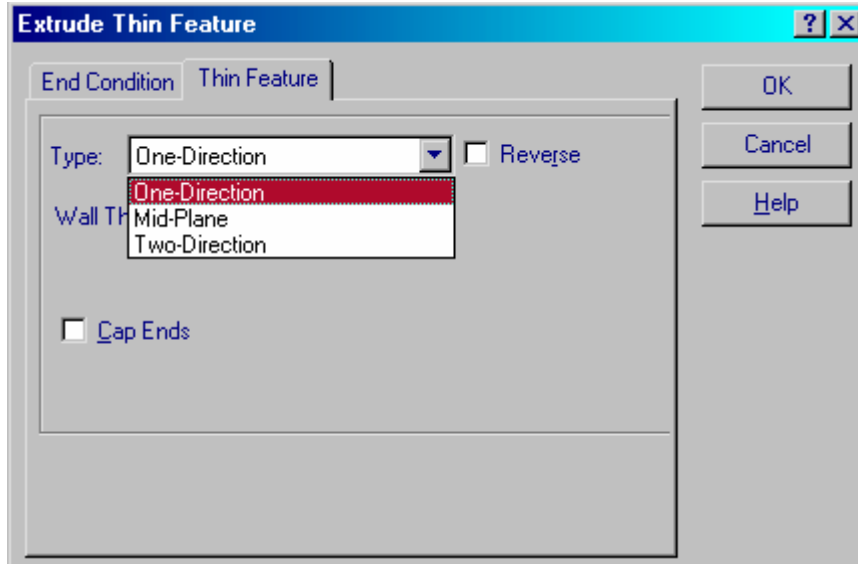 Extrude Thin Feature
End Condition
Thin Feature
OK
Type:
One-Direction
Reverse
Cancel
One-Direction
Help
Wall Th
Mid-Plane
Two-Direction
Cap Ends